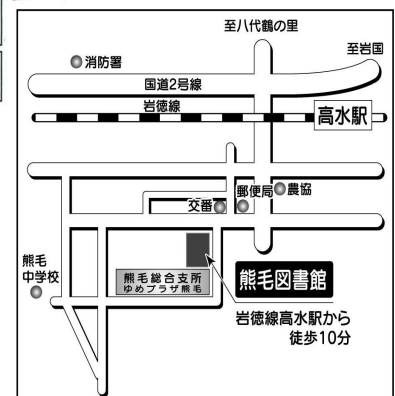 至八代鶴の里
至岩国
消防署
国道2号線
岩徳線
高水駅
郵便局
農協
交番
熊毛
中学校
熊毛総合支所
ゆめプラザ熊毛
熊毛図書館
岩徳線高水駅から
徒歩10分